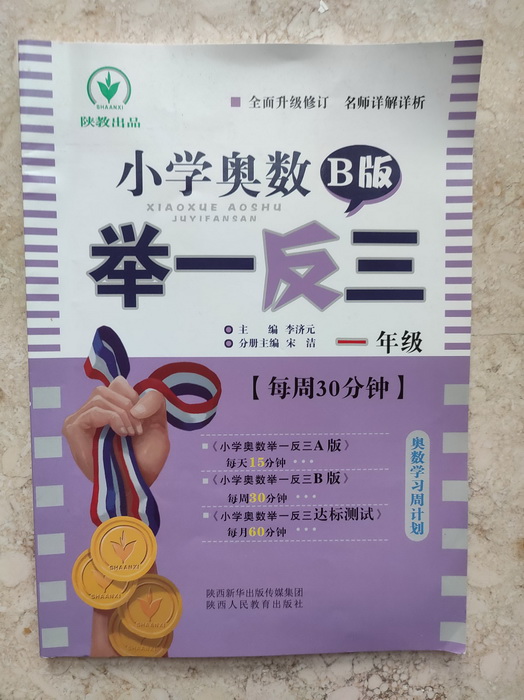 SHAANXI
陕教出品
全面升级修订 名师详解详析
小学奥数 B版
XIAOXUE AOSHU
JUYIFANSAN
举一反三
主 编 李济元
分册主编 宋 洁
一年级
【每周30分钟】
《小学奥数举一反三A版》
每天15分钟
《小学奥数举一反三B版》
每周30分钟
《小学奥数举一反三达标测试》
每月60分钟
奥数学习周计划
SHAANXI
SHAANXI
SHAANXI
陕西新华出版传媒集团
陕西人民教育出版社